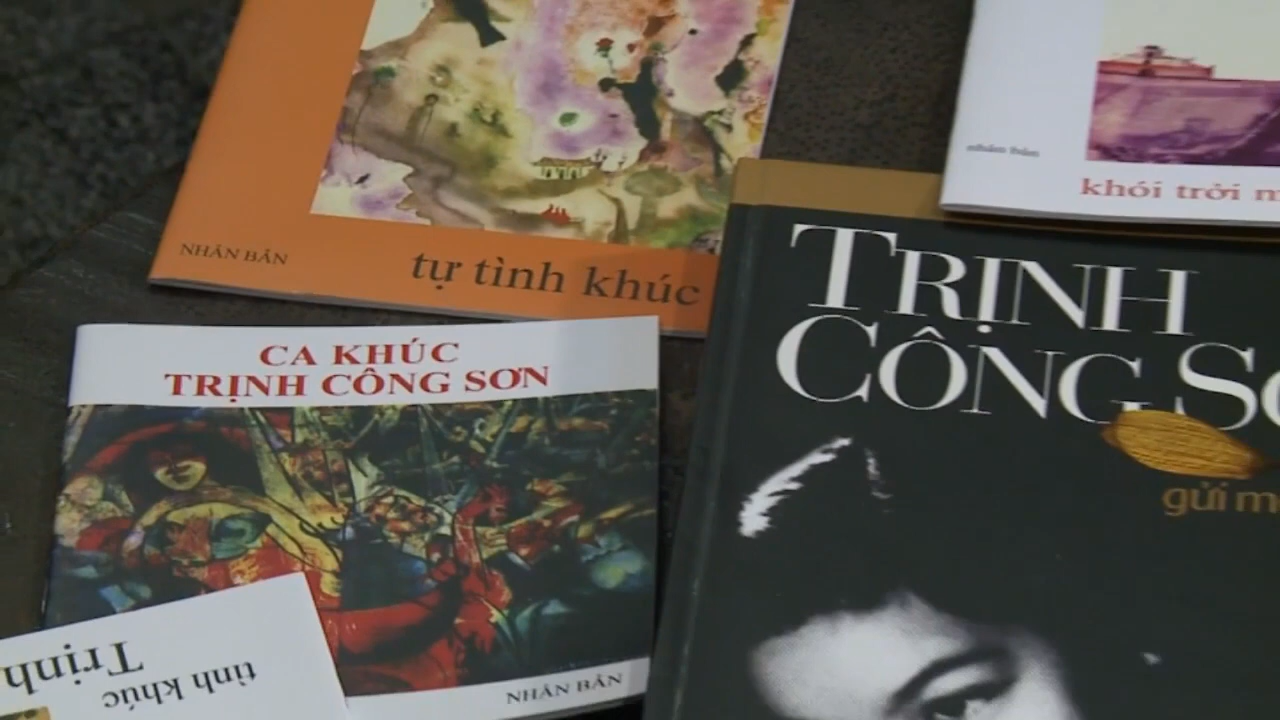 NHÂN BẢN
tự tình khúc
nhân bản
khói trời m
TRỊNH
CÔNG SƠ
gửi m
CA KHÚC
TRỊNH CÔNG SƠN
NHÂN BẢN
tình khúc
Trịnh